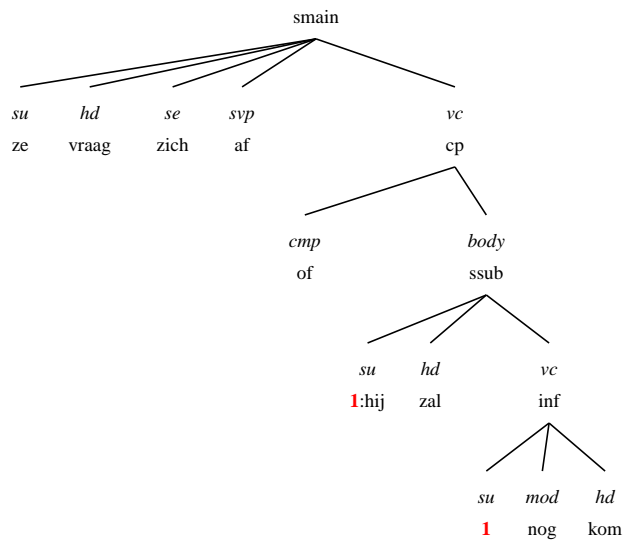 smain
su hd se svp vc
ze vraag zich af cp
cmp body
of ssub
su hd vc
1:hij zal inf
su mod hd
1 nog kom